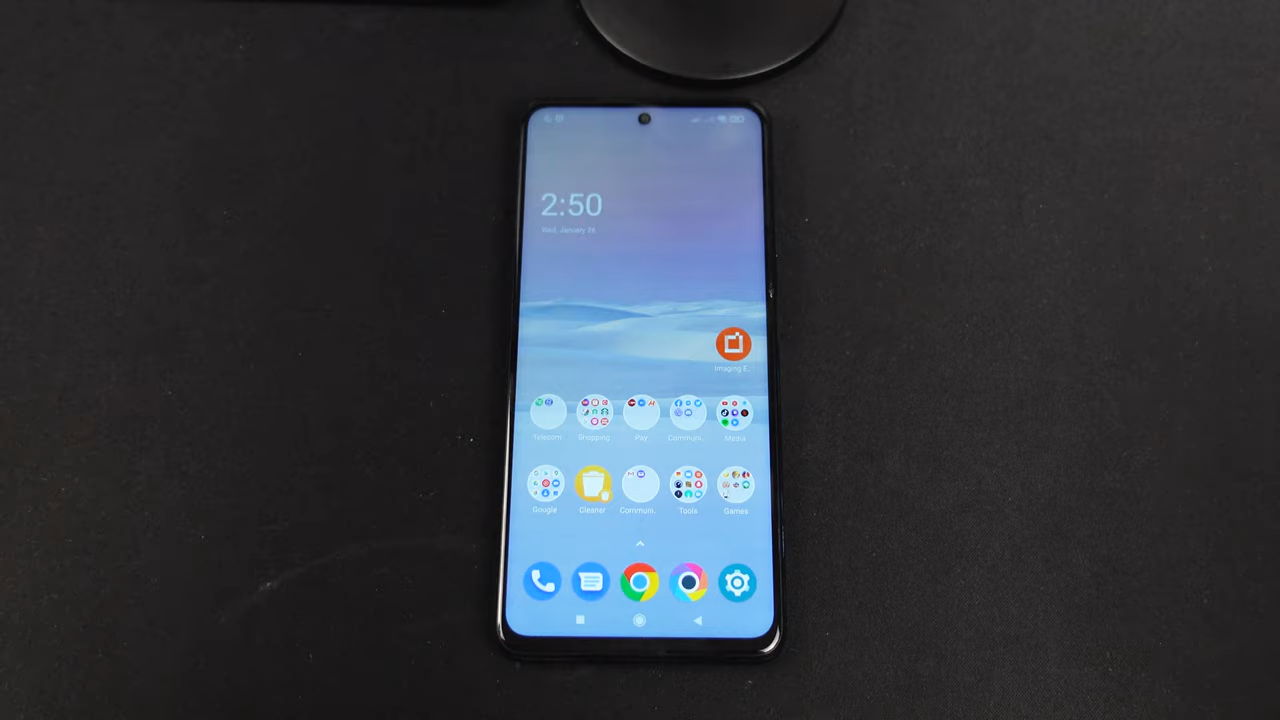 2:50
Wed, January 26
Imaging E..
Telecom Shopping Pay Communi.. Media
Google Cleaner Communi.. Tools Games